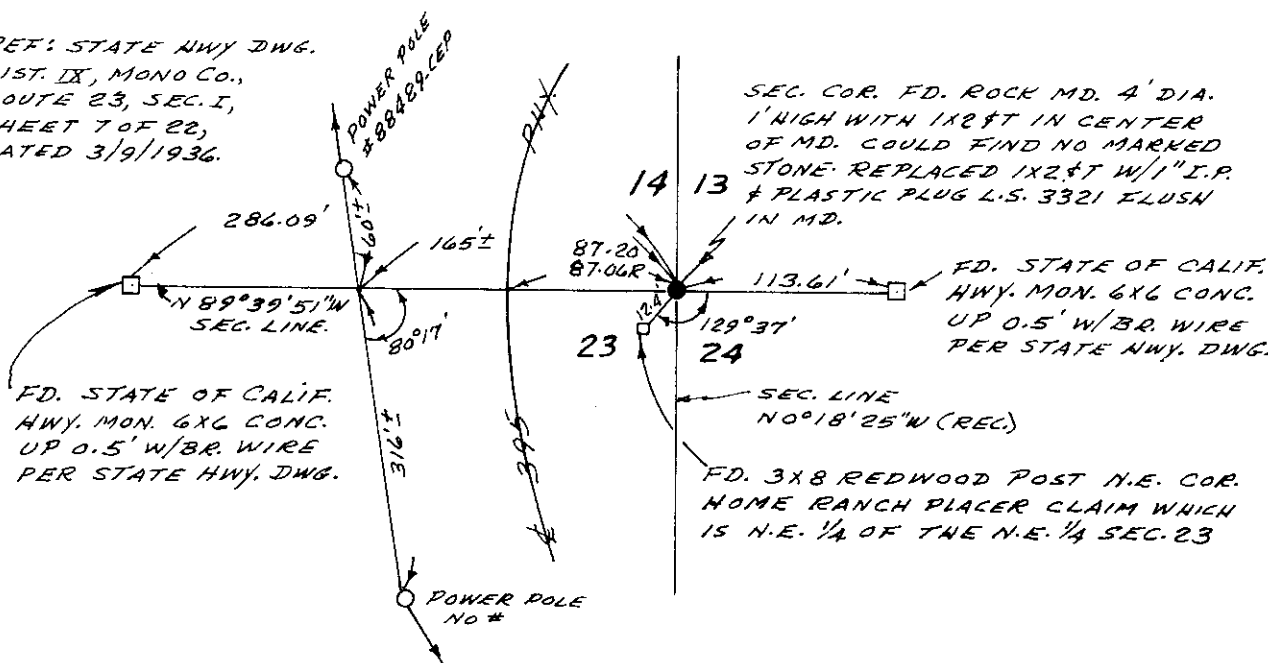 REF: STATE HWY DWG.
DIST. IX, MONO CO.,
ROUTE 23, SEC. I,
SHEET 7 OF 22,
DATED 3/9/1936.
POWER POLE
#88489-CEP
HWY.
SEC. COR. FD. ROCK MD. 4' DIA.
1' HIGH WITH 1X2 ⌖T IN CENTER
OF MD. COULD FIND NO MARKED
STONE. REPLACED 1X2 ⌖T W/1" I.P.
& PLASTIC PLUG L.S. 3321 FLUSH
IN MD.
14 13
286.09'
60'±
165'±
87.20
87.06R
113.61'
N 89°39'51"W
SEC. LINE.
80°17'
12.4'
129°37'
23 24
FD. STATE OF CALIF.
HWY. MON. 6X6 CONC.
UP 0.5' W/BR. WIRE
PER STATE HWY. DWG.
FD. STATE OF CALIF.
HWY. MON. 6X6 CONC.
UP 0.5' W/BR. WIRE
PER STATE HWY. DWG.
319'±
395
℄
SEC. LINE
N0°18'25"W (REC.)
FD. 3X8 REDWOOD POST N.E. COR.
HOME RANCH PLACER CLAIM WHICH
IS N.E. 1/4 OF THE N.E. 1/4 SEC. 23
POWER POLE
NO #